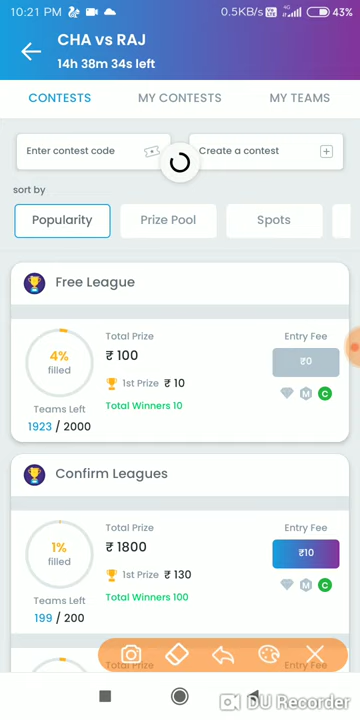 10:21 PM
0.5KB/s 4G 43%
CHA vs RAJ
14h 38m 34s left
CONTESTS MY CONTESTS MY TEAMS
Enter contest code Create a contest
sort by
Popularity Prize Pool Spots
Free League
4%
filled
Teams Left
1923 / 2000
Total Prize
₹ 100
1st Prize ₹ 10
Total Winners 10
Entry Fee
₹0
M C
Confirm Leagues
1%
filled
Teams Left
199 / 200
Total Prize
₹ 1800
1st Prize ₹ 130
Total Winners 100
Entry Fee
₹10
M C
Total Prize
Entry Fee
DU Recorder